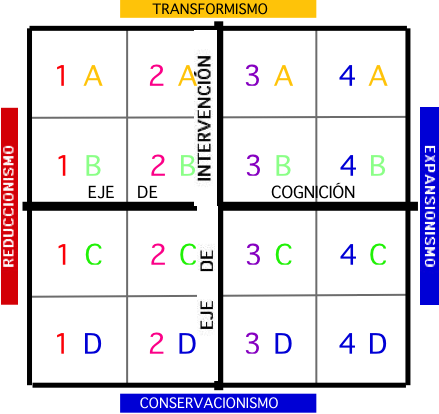 TRANSFORMISMO
1 A 2 A 3 A 4 A
1 B 2 B 3 B 4 B
EJE DE COGNICIÓN
1 C 2 C 3 C 4 C
1 D 2 D 3 D 4 D
EJE DE INTERVENCIÓN
REDUCCIONISMO
EXPANSIONISMO
CONSERVACIONISMO